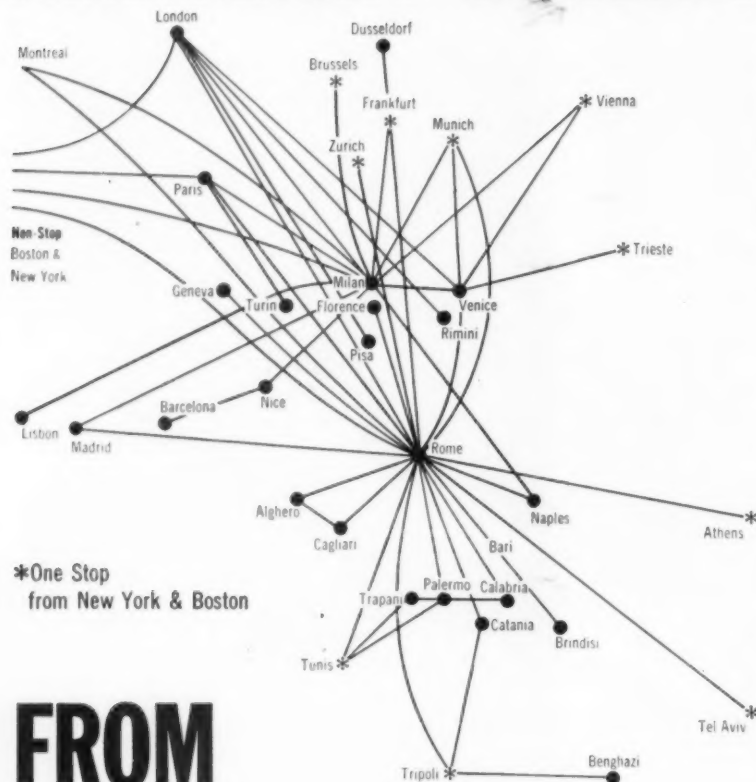 London
Montreal
Dusseldorf
Brussels
Frankfurt
Vienna
Munich
Zurich
Paris
Non-Stop
Boston &
New York
Trieste
Geneva
Milan
Turin
Florence
Venice
Rimini
Pisa
Nice
Barcelona
Lisbon
Madrid
Rome
Alghero
Naples
Cagliari
Athens
Bari
*One Stop
from New York & Boston
Trapani
Palermo
Calabria
Catania
Brindisi
Tunis
Tel Aviv
FROM
Tripoli
Benghazi